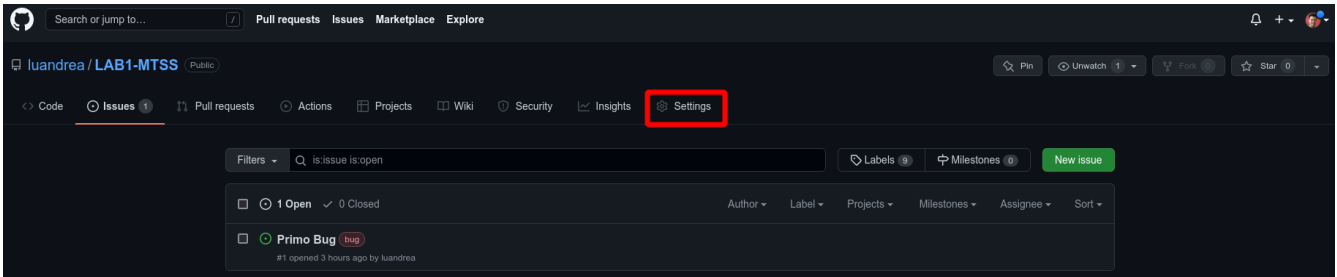 Search or jump to... / Pull requests Issues Marketplace Explore
luandrea / LAB1-MTSS Public Pin Unwatch 1 Fork 0 Star 0
Code Issues 1 Pull requests Actions Projects Wiki Security Insights Settings
Filters is:issue is:open Labels 9 Milestones 0 New issue
1 Open 0 Closed Author Label Projects Milestones Assignee Sort
Primo Bug bug
#1 opened 3 hours ago by luandrea